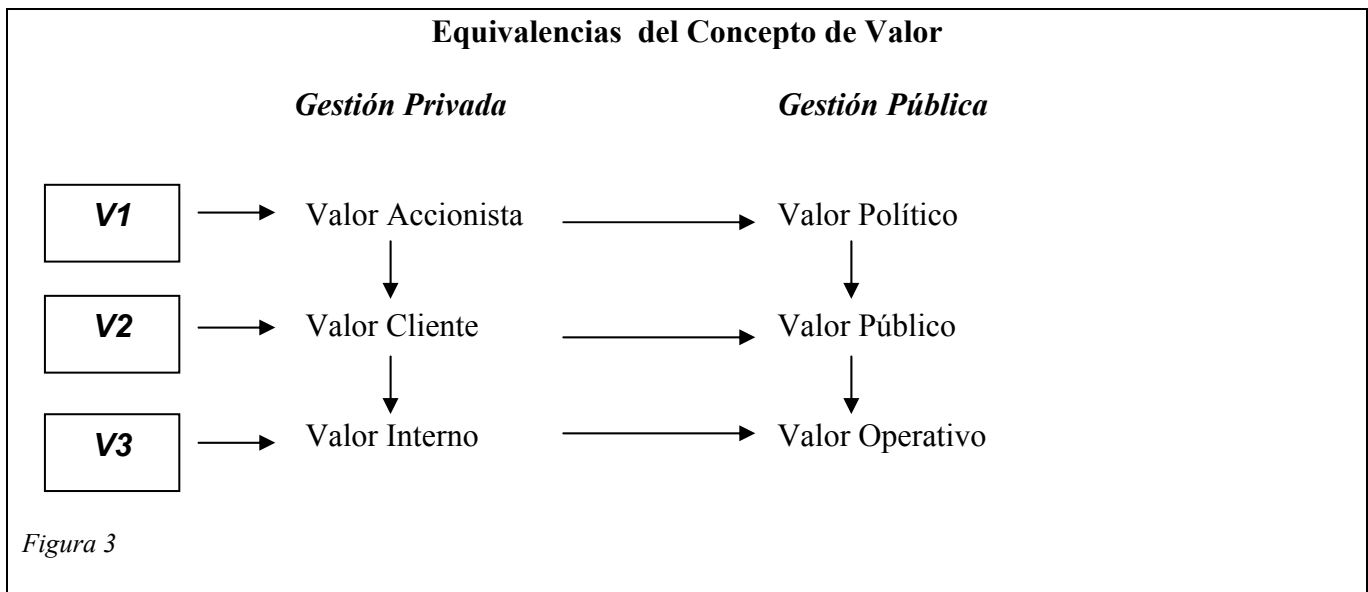 Equivalencias del Concepto de Valor
Gestión Privada Gestión Pública
V1 Valor Accionista Valor Político
V2 Valor Cliente Valor Público
V3 Valor Interno Valor Operativo
Figura 3